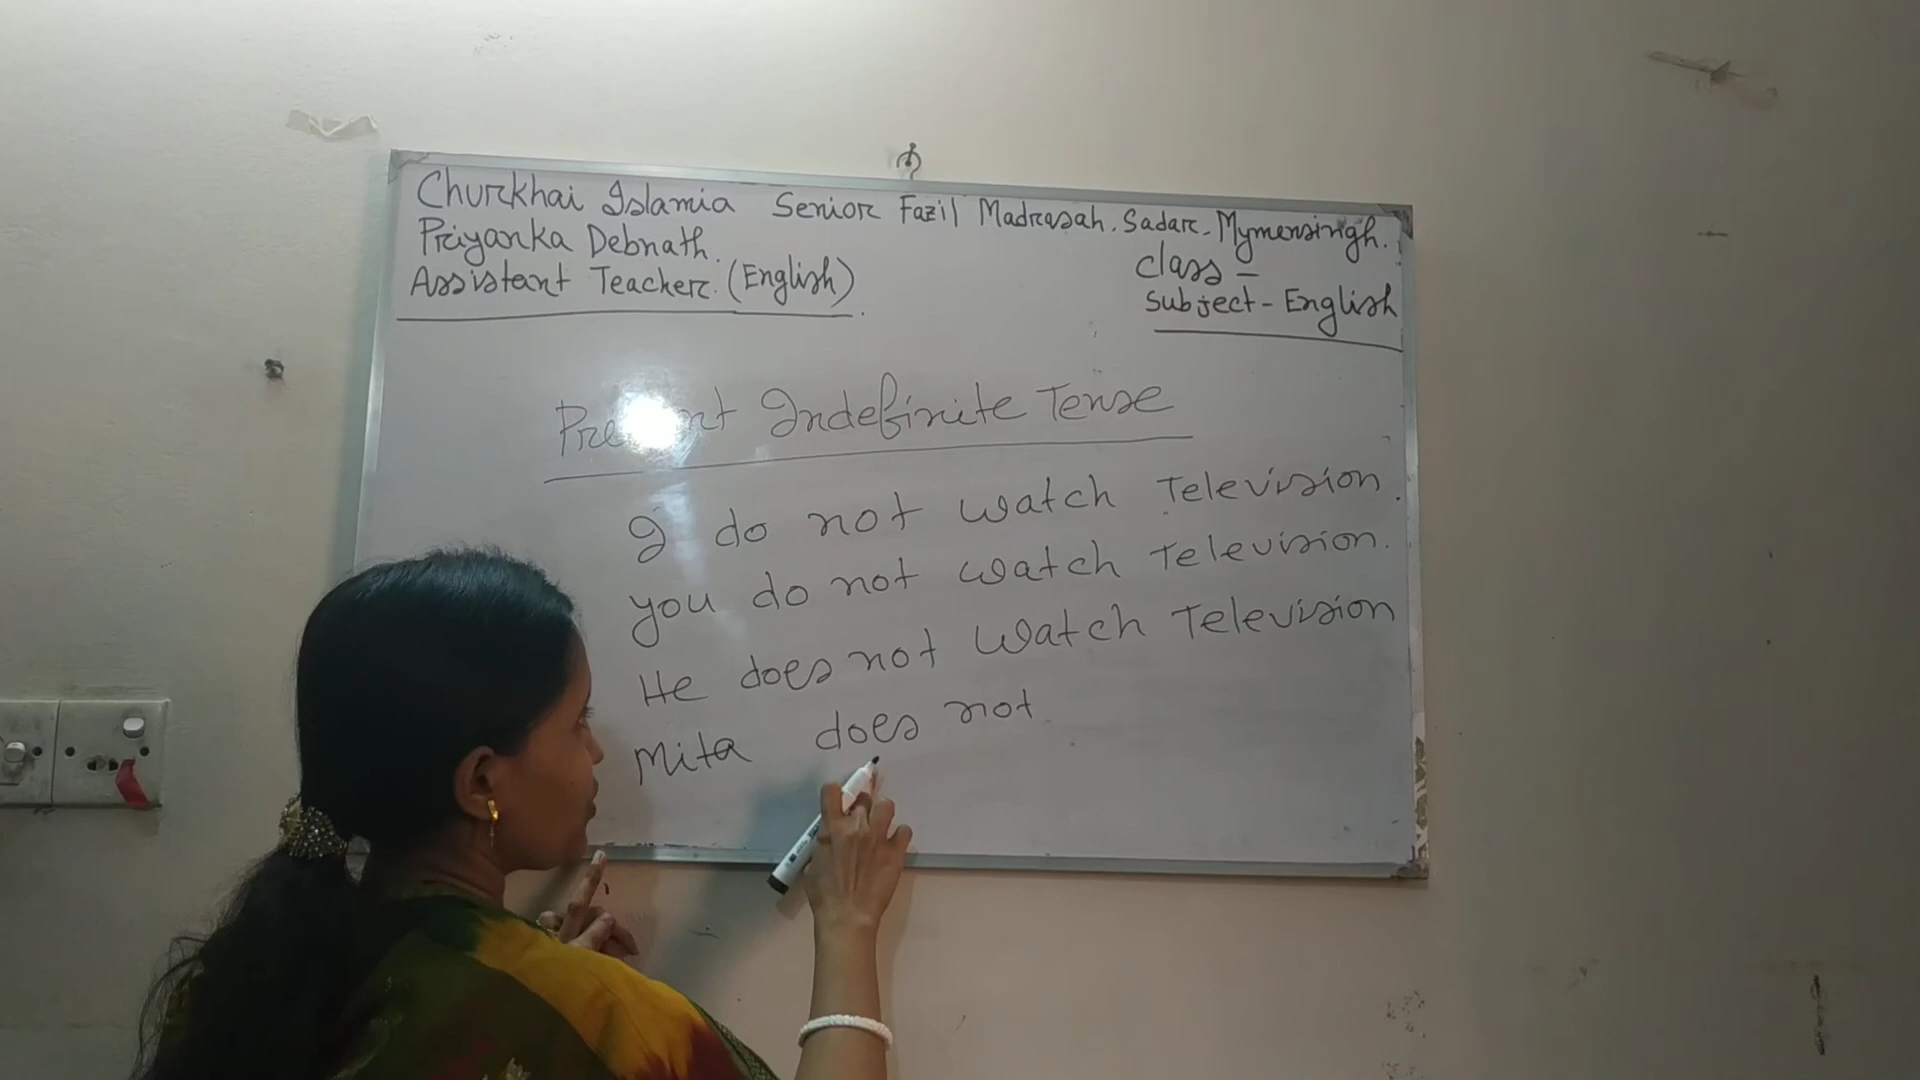 Churkhai Islamia Senior Fazil Madrasah. Sadar. Mymensingh.
Priyanka Debnath.
Assistant Teacher. (English)
Class -
Subject - English
Present Indefinite Tense
I do not watch Television.
you do not watch Television.
He does not watch Television
Mita does not